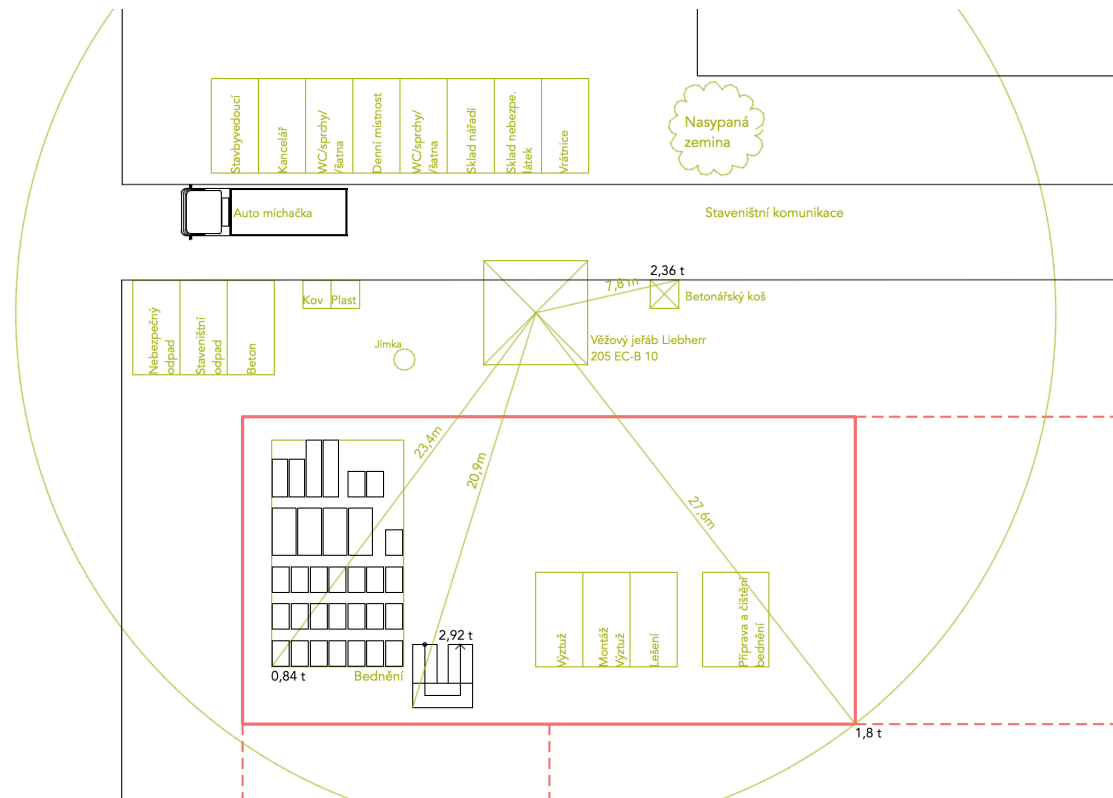 Stavbyvedoucí
Kancelář
WC/sprchy/
šatna
Denní místnost
WC/sprchy/
šatna
Sklad nářadí
Sklad nebezpe.
látek
Vrátnice
Nasypaná
zemina
Auto míchačka
Staveništní komunikace
2,36 t
7,8 m
Betonářský koš
Kov
Plast
Nebezpečný
odpad
Staveništní
odpad
Beton
Jímka
Věžový jeřáb Liebherr
205 EC-B 10
23,4m
20,9m
27,6m
Výztuž
Montáž
Výztuž
Lešení
Příprava a čištění
bednění
2,92 t
0,84 t
Bednění
1,8 t